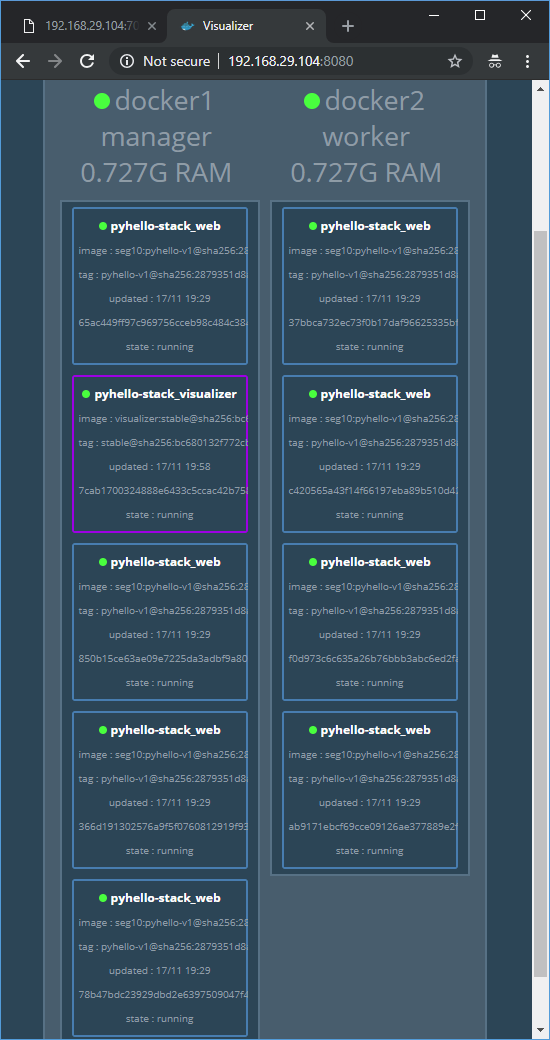 192.168.29.104:70
Visualizer
Not secure 192.168.29.104:8080
docker1
manager
0.727G RAM
pyhello-stack_web
image : seg10:pyhello-v1@sha256:28
tag : pyhello-v1@sha256:2879351d8
updated : 17/11 19:29
65ac449ff97c969756cceb98c484c38
state : running
pyhello-stack_visualizer
image : visualizer:stable@sha256:bc6
tag : stable@sha256:bc680132f772cb
updated : 17/11 19:58
7cab1700324888e6433c5ccac42b758
state : running
pyhello-stack_web
image : seg10:pyhello-v1@sha256:28
tag : pyhello-v1@sha256:2879351d8
updated : 17/11 19:29
850b15ce63ae09e7225da3adbf9a80
state : running
pyhello-stack_web
image : seg10:pyhello-v1@sha256:28
tag : pyhello-v1@sha256:2879351d8
updated : 17/11 19:29
366d191302576a9f5f0760812919f93
state : running
pyhello-stack_web
image : seg10:pyhello-v1@sha256:28
tag : pyhello-v1@sha256:2879351d8
updated : 17/11 19:29
78b47bdc23929dbd2e6397509047f4
state : running
docker2
worker
0.727G RAM
pyhello-stack_web
image : seg10:pyhello-v1@sha256:28
tag : pyhello-v1@sha256:2879351d8
updated : 17/11 19:29
37bbca732ec73f0b17daf96625335b
state : running
pyhello-stack_web
image : seg10:pyhello-v1@sha256:28
tag : pyhello-v1@sha256:2879351d8
updated : 17/11 19:29
c420565a43f14f66197eba89b510d4
state : running
pyhello-stack_web
image : seg10:pyhello-v1@sha256:28
tag : pyhello-v1@sha256:2879351d8
updated : 17/11 19:29
f0d973c6c635a26b76bbb3abc6ed2f
state : running
pyhello-stack_web
image : seg10:pyhello-v1@sha256:28
tag : pyhello-v1@sha256:2879351d8
updated : 17/11 19:29
ab9171ebcf69cce09126ae377889e2
state : running